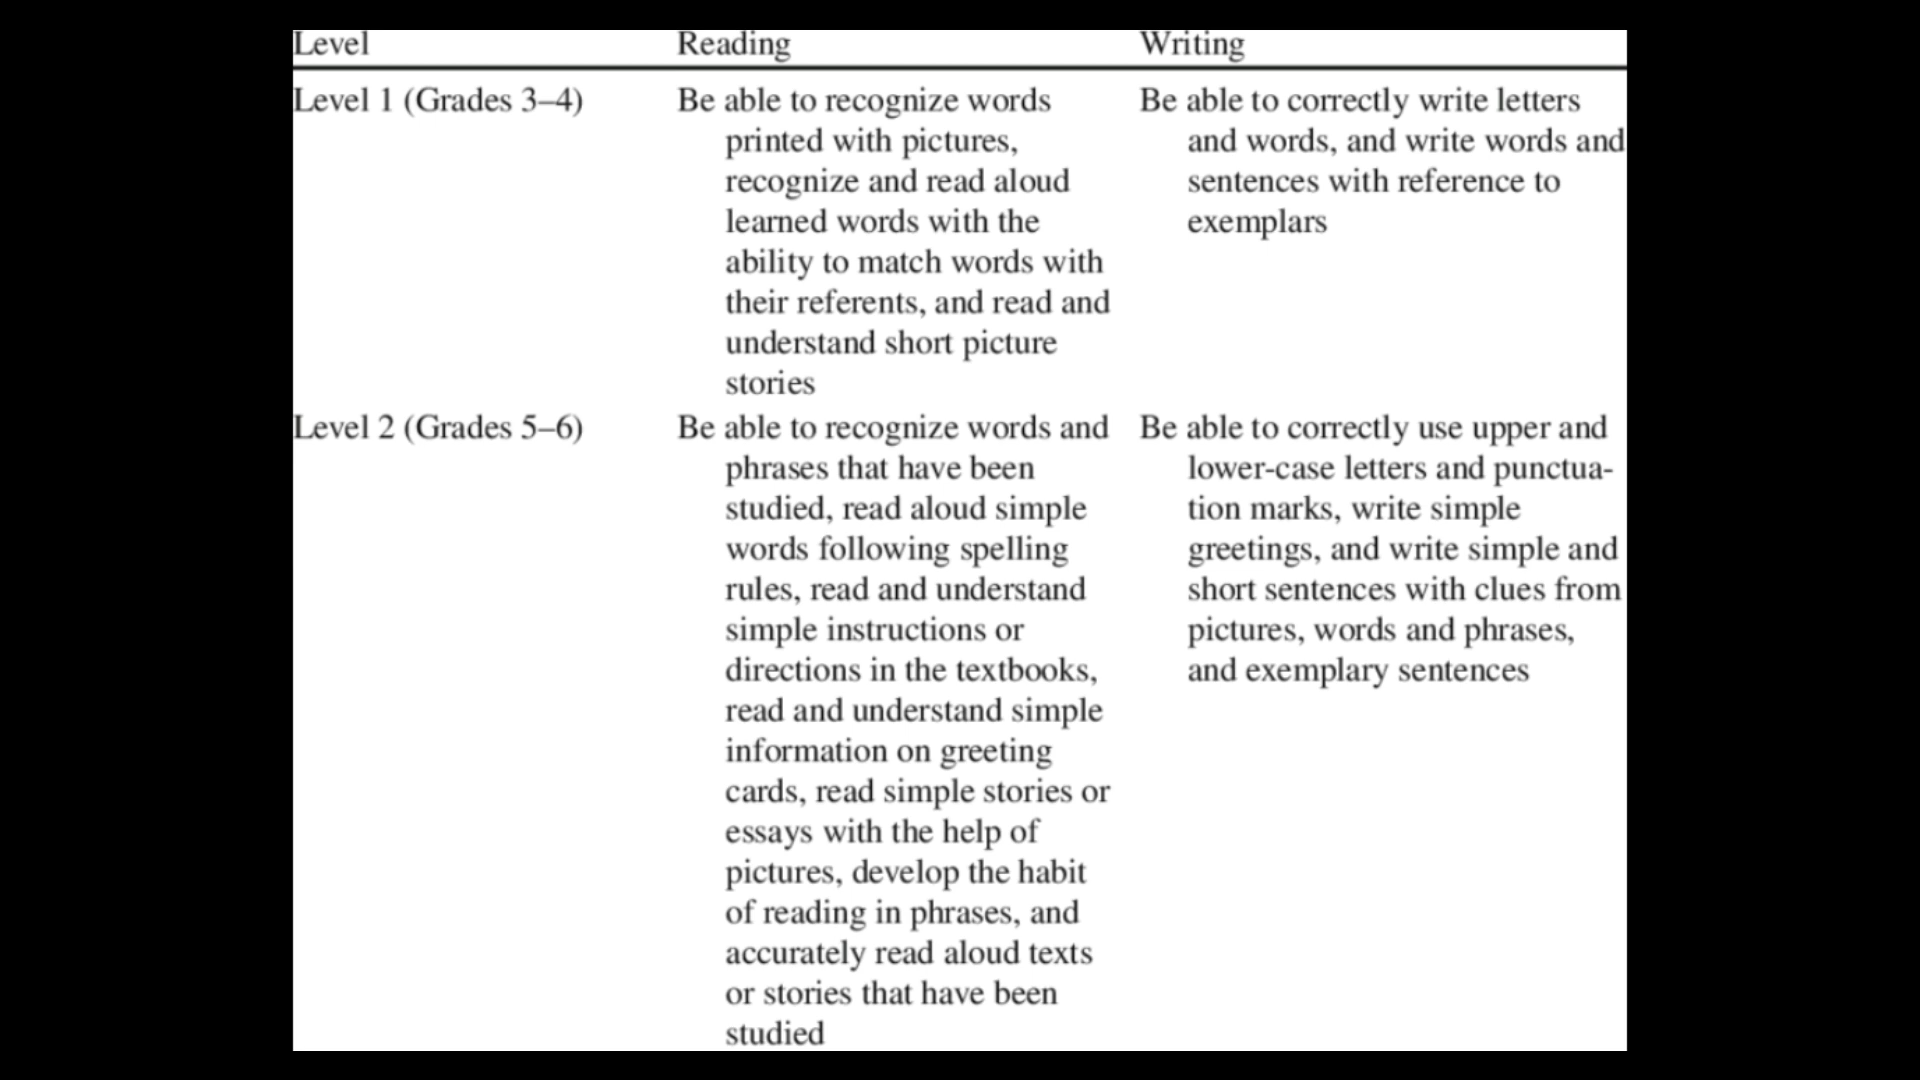 Level Reading Writing
Level 1 (Grades 3–4)
Be able to recognize words
printed with pictures,
recognize and read aloud
learned words with the
ability to match words with
their referents, and read and
understand short picture
stories
Be able to correctly write letters
and words, and write words and
sentences with reference to
exemplars
Level 2 (Grades 5–6)
Be able to recognize words and
phrases that have been
studied, read aloud simple
words following spelling
rules, read and understand
simple instructions or
directions in the textbooks,
read and understand simple
information on greeting
cards, read simple stories or
essays with the help of
pictures, develop the habit
of reading in phrases, and
accurately read aloud texts
or stories that have been
studied
Be able to correctly use upper and
lower-case letters and punctua-
tion marks, write simple
greetings, and write simple and
short sentences with clues from
pictures, words and phrases,
and exemplary sentences